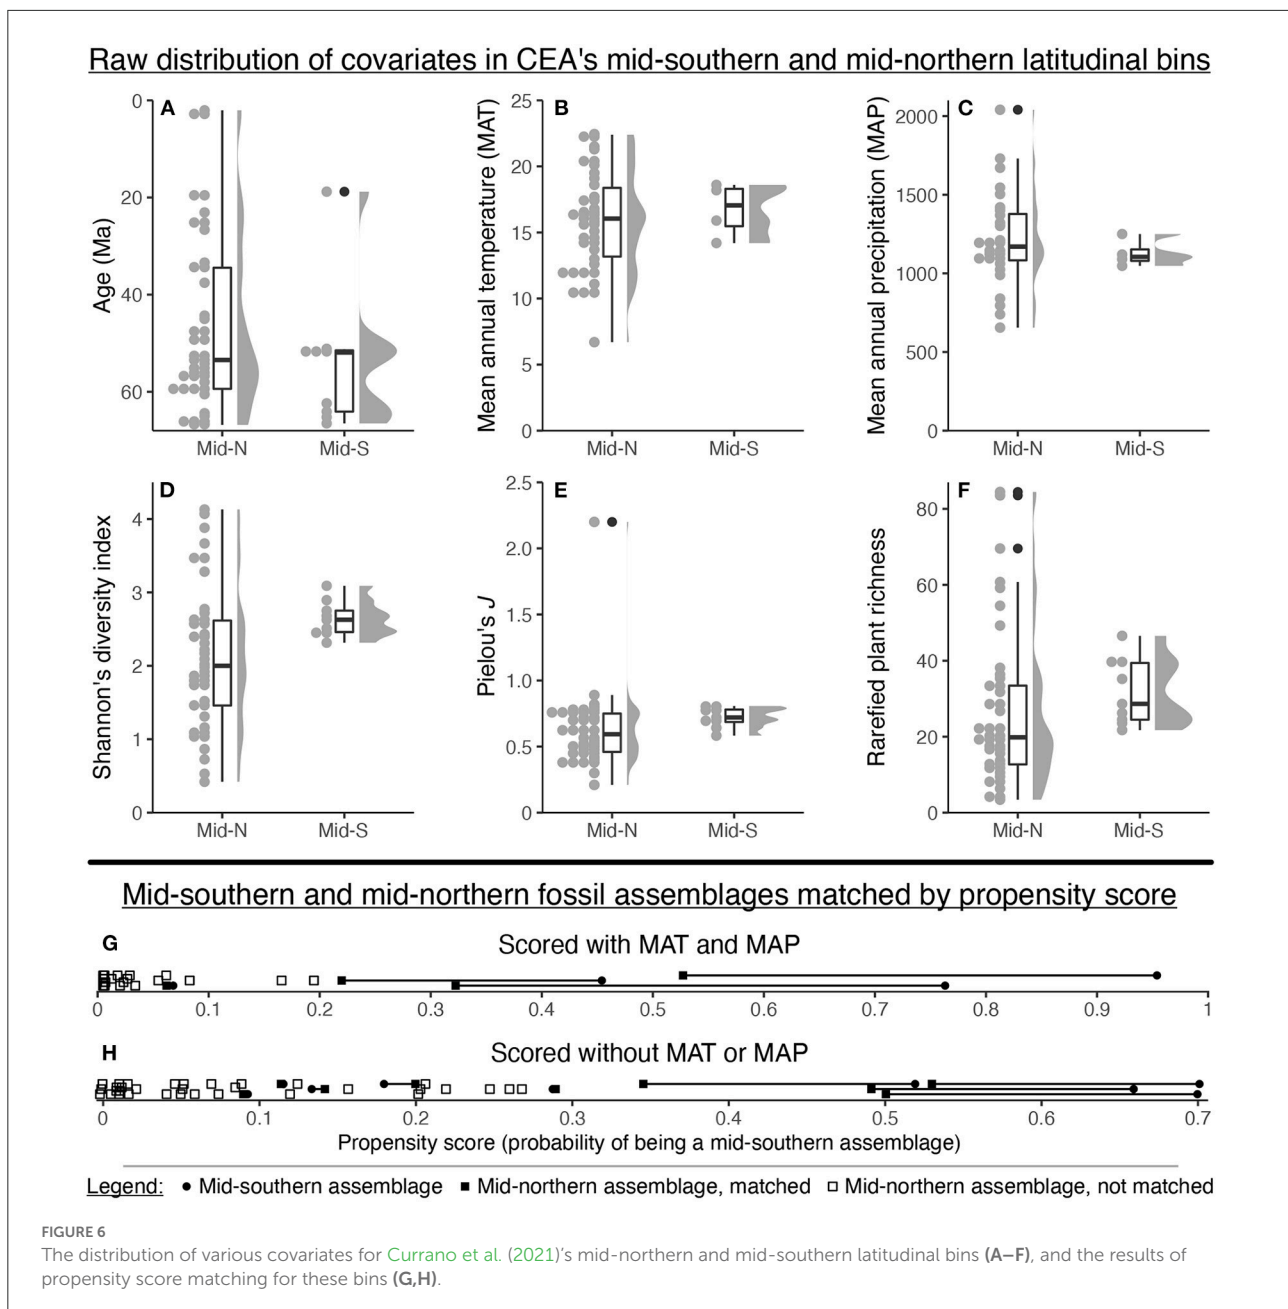 Raw distribution of covariates in CEA's mid-southern and mid-northern latitudinal bins
A
Age (Ma)
0
20
40
60
Mid-N
Mid-S
B
Mean annual temperature (MAT)
25
20
15
10
5
0
Mid-N
Mid-S
C
Mean annual precipitation (MAP)
2000
1500
1000
500
0
Mid-N
Mid-S
D
Shannon's diversity index
4
3
2
1
0
Mid-N
Mid-S
E
Pielou's J
2.5
2.0
1.5
1.0
0.5
0
Mid-N
Mid-S
F
Rarefied plant richness
80
60
40
20
0
Mid-N
Mid-S
Mid-southern and mid-northern fossil assemblages matched by propensity score
G
Scored with MAT and MAP
0 0.1 0.2 0.3 0.4 0.5 0.6 0.7 0.8 0.9 1
H
Scored without MAT or MAP
0 0.1 0.2 0.3 0.4 0.5 0.6 0.7
Propensity score (probability of being a mid-southern assemblage)
Legend: Mid-southern assemblage Mid-northern assemblage, matched Mid-northern assemblage, not matched
FIGURE 6
The distribution of various covariates for Currano et al. (2021)'s mid-northern and mid-southern latitudinal bins (A–F), and the results of
propensity score matching for these bins (G,H).